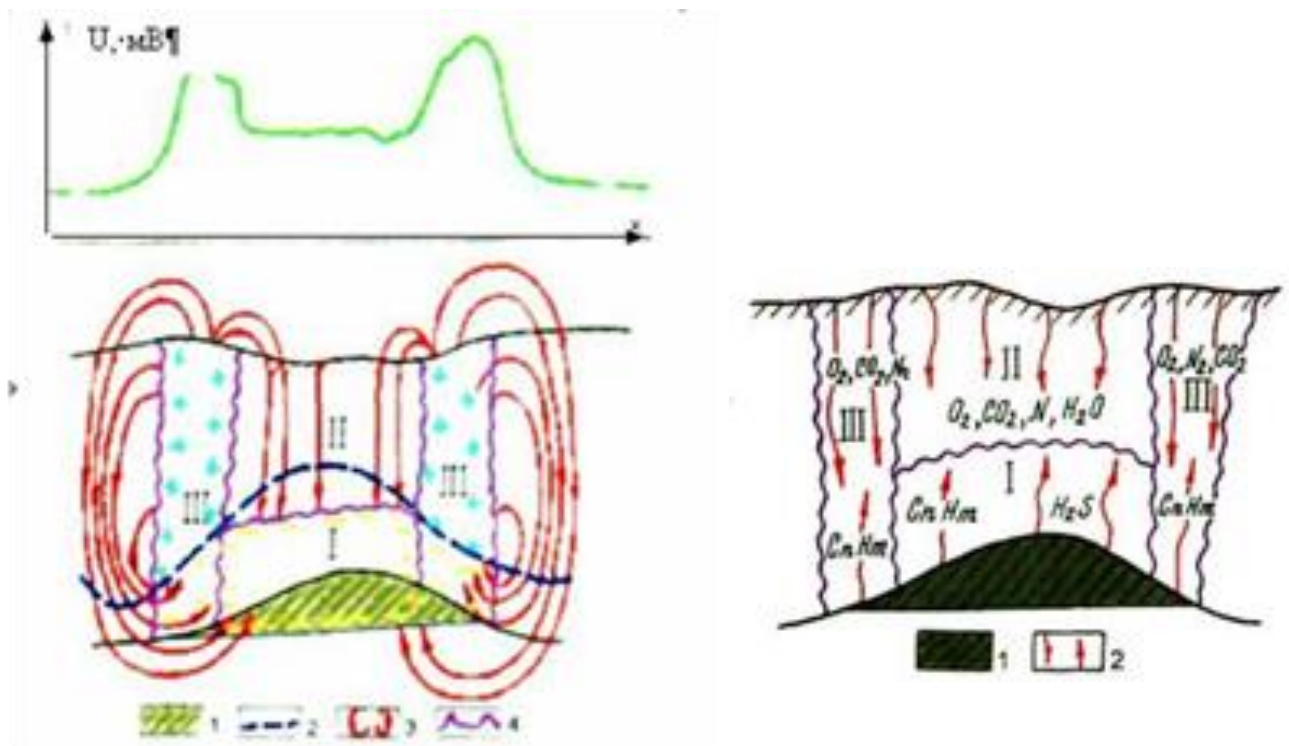 U, мВ¶
x
II
III
III
I
1 2 3 4
O₂,CO₂,N₂
II
O₂,N₂,CO₂
III
O₂,CO₂,N,H₂O
III
I
CnHm
H₂S
CnHm
CnHm
1 2